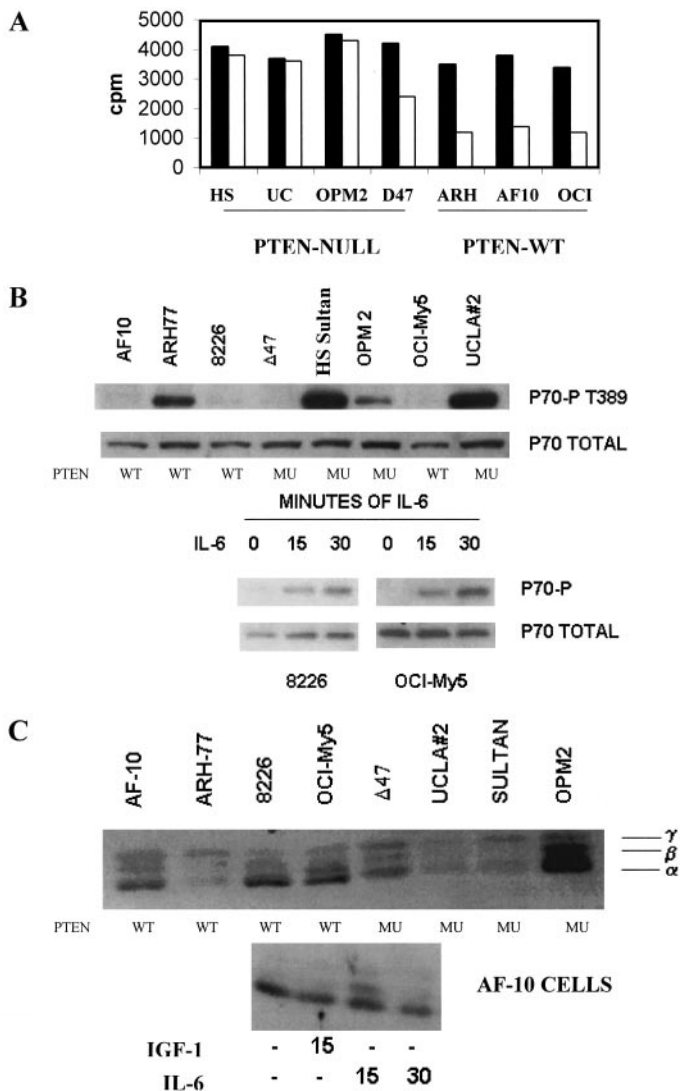 A
5000
4000
3000
2000
1000
0
cpm
HS UC OPM2 D47 ARH AF10 OCI
PTEN-NULL PTEN-WT
B
AF10 ARH77 8226 Δ47 HS Sultan OPM 2 OCI-My5 UCLA#2
P70-P T389
P70 TOTAL
PTEN WT WT WT MU MU MU WT MU
MINUTES OF IL-6
IL-6 0 15 30 0 15 30
P70-P
P70 TOTAL
8226 OCI-My5
C
AF-10 ARH-77 8226 OCI-My5 Δ47 UCLA#2 SULTAN OPM2
γ
β
α
PTEN WT WT WT WT MU MU MU MU
AF-10 CELLS
IGF-1 - 15 - -
IL-6 - - 15 30